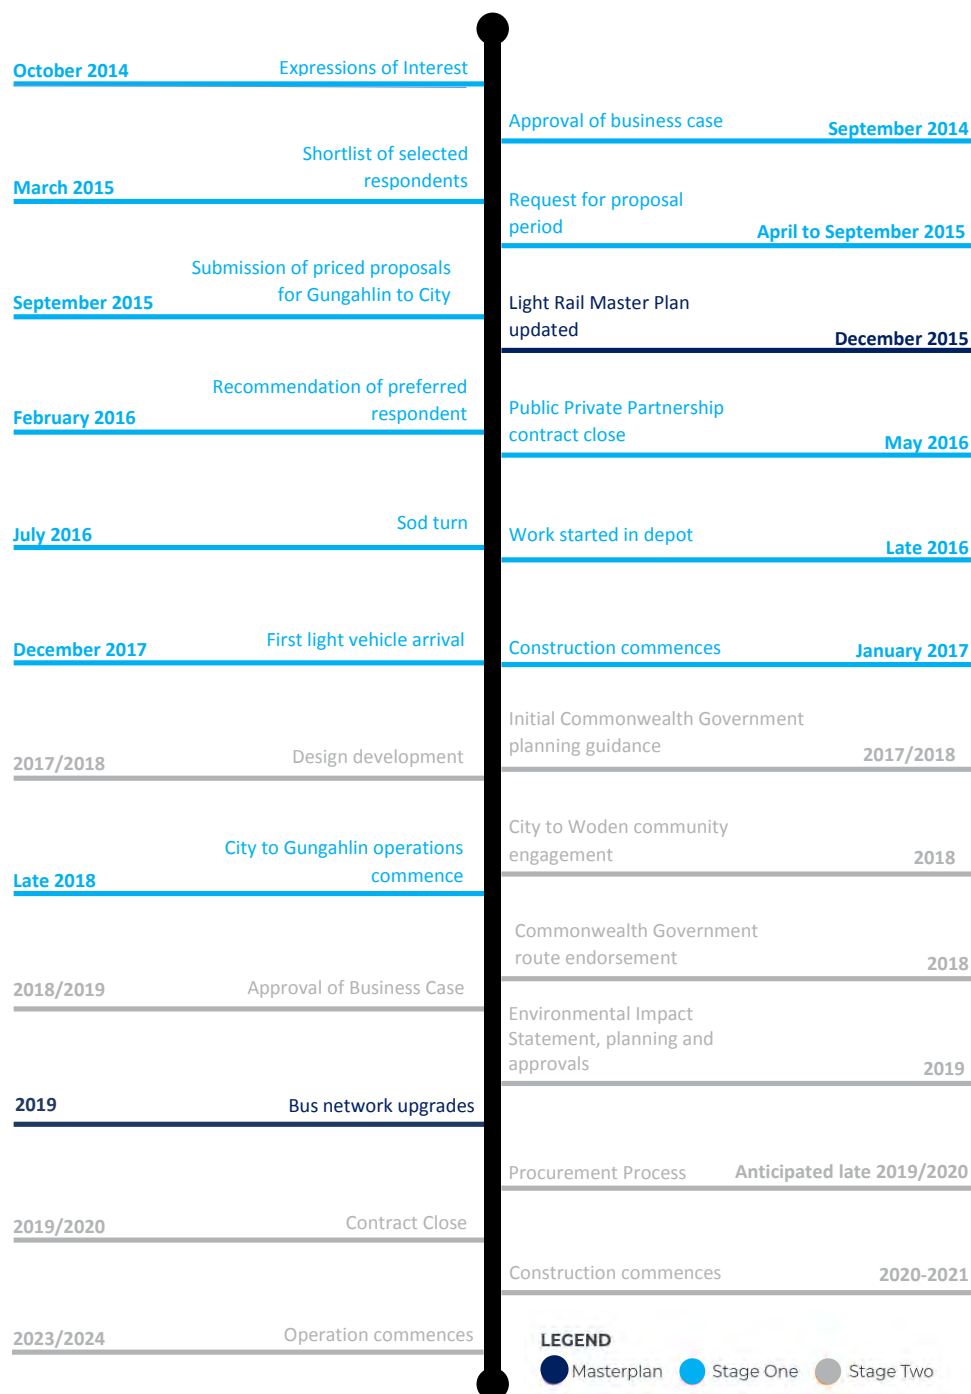 October 2014
Expressions of Interest
Approval of business case
September 2014
Shortlist of selected
respondents
March 2015
Request for proposal
period
April to September 2015
Submission of priced proposals
for Gungahlin to City
September 2015
Light Rail Master Plan
updated
December 2015
Recommendation of preferred
respondent
February 2016
Public Private Partnership
contract close
May 2016
Sod turn
July 2016
Work started in depot
Late 2016
First light vehicle arrival
December 2017
Construction commences
January 2017
Initial Commonwealth Government
planning guidance
2017/2018
Design development
2017/2018
City to Woden community
engagement
2018
City to Gungahlin operations
commence
Late 2018
Commonwealth Government
route endorsement
2018
Approval of Business Case
2018/2019
Environmental Impact
Statement, planning and
approvals
2019
2019
Bus network upgrades
Procurement Process
Anticipated late 2019/2020
Contract Close
2019/2020
Construction commences
2020-2021
Operation commences
2023/2024
LEGEND
Masterplan
Stage One
Stage Two